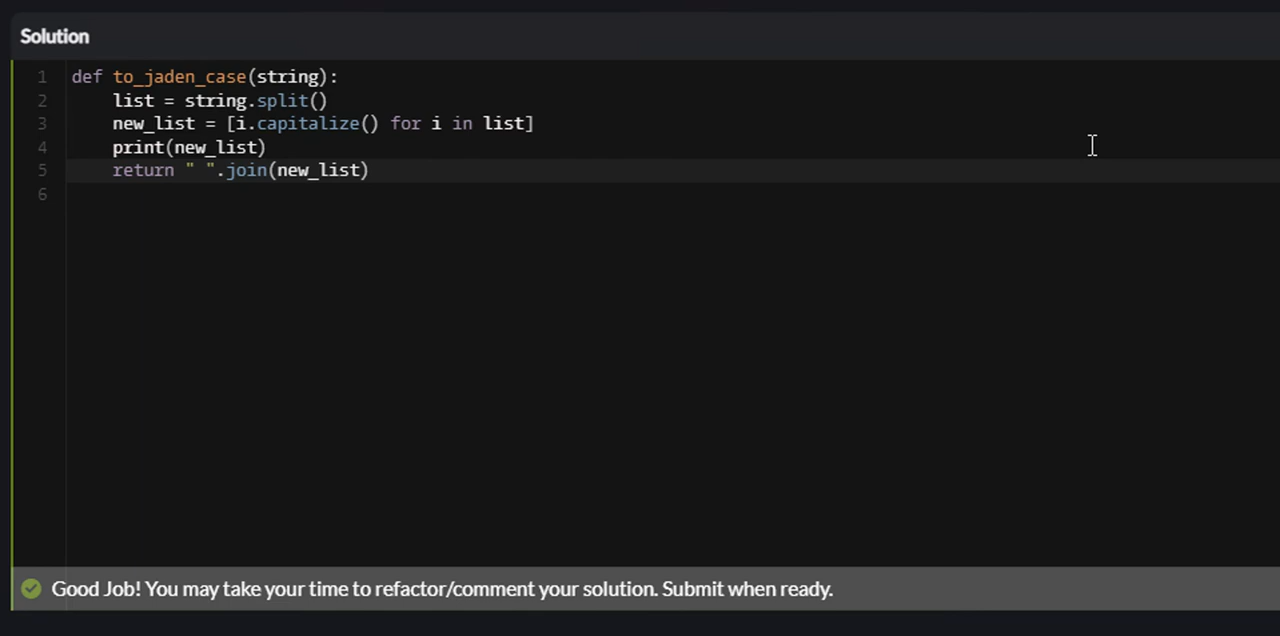 Solution
1 def to_jaden_case(string):
2     list = string.split()
3     new_list = [i.capitalize() for i in list]
4     print(new_list)
5     return " ".join(new_list)
6
Good Job! You may take your time to refactor/comment your solution. Submit when ready.